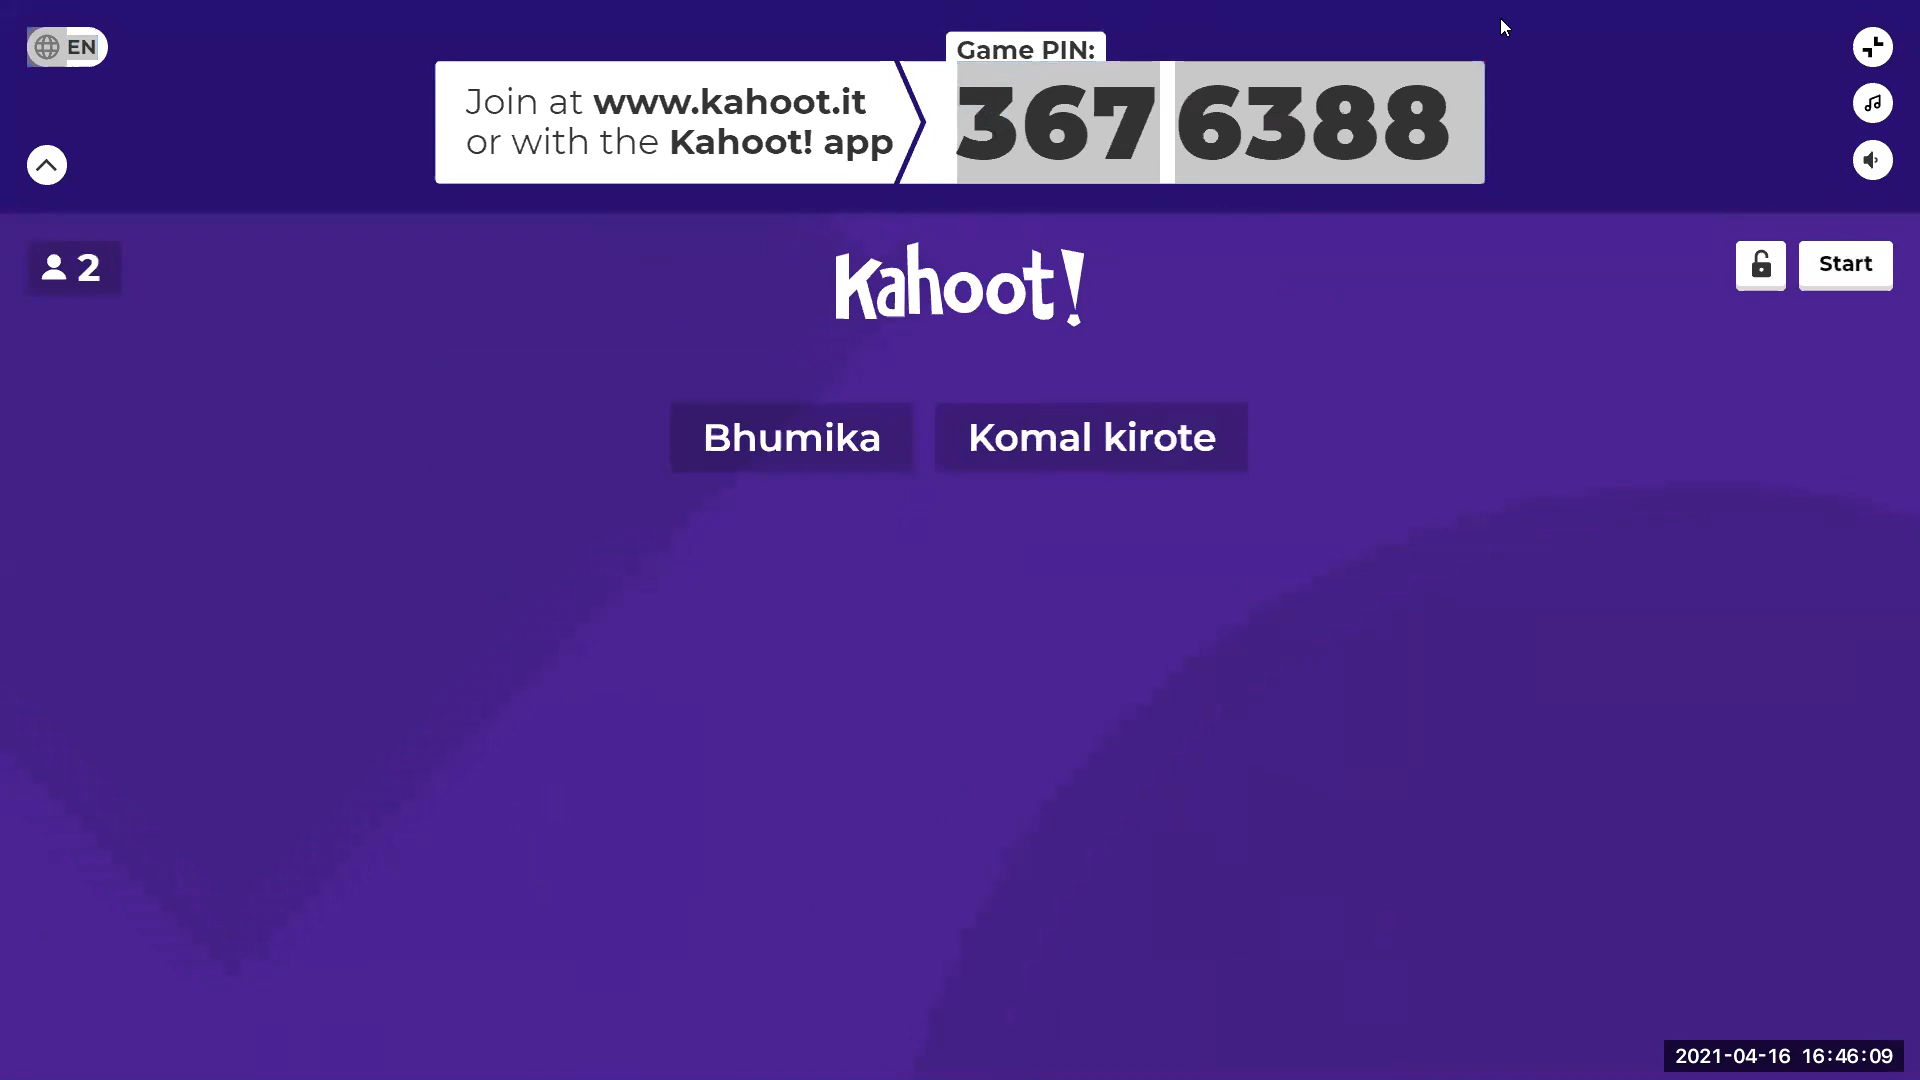 EN
Game PIN:
Join at www.kahoot.it
or with the Kahoot! app
367 6388
2
Kahoot!
Start
Bhumika
Komal kirote
2021-04-16 16:46:09